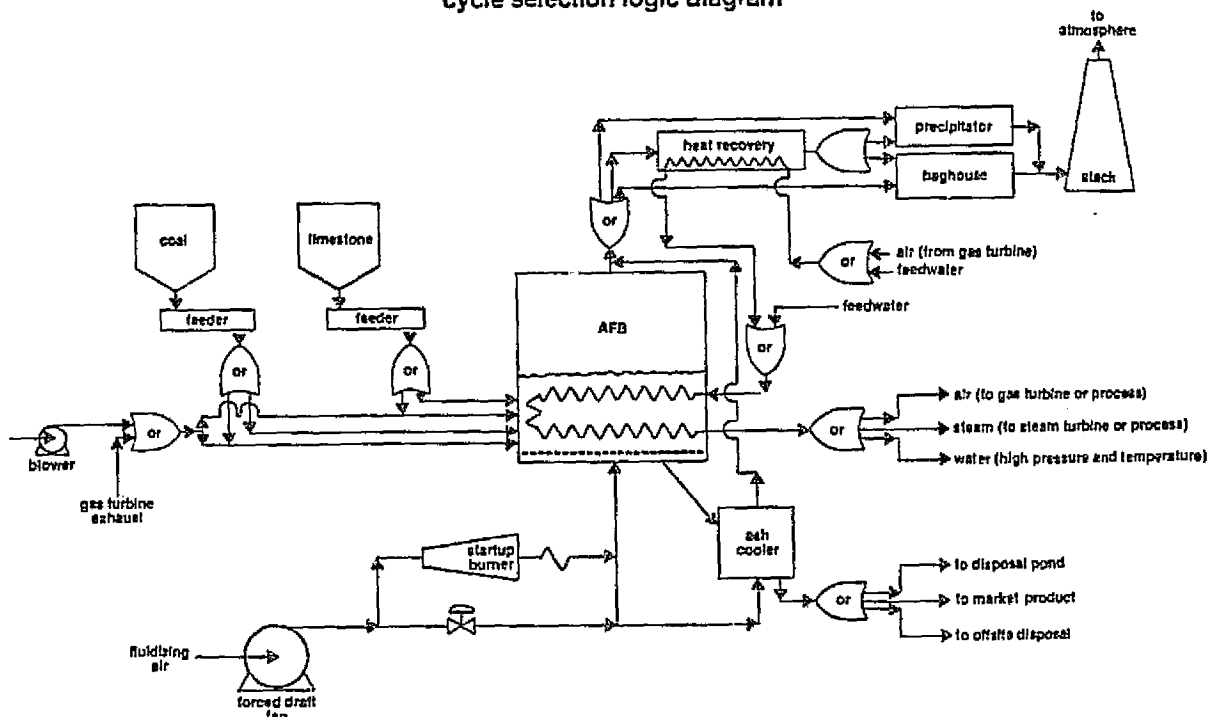 cycle selection logic diagram
to
atmosphere
precipitator
heat recovery
baghouse
stack
or
coal
limestone
or
air (from gas turbine)
feedwater
feeder
feeder
AFB
feedwater
or
or
or
air (to gas turbine or process)
or
or
steam (to steam turbine or process)
blower
water (high pressure and temperature)
gas turbine
exhaust
startup
burner
ash
cooler
to disposal pond
or
to market product
to offsite disposal
fluidizing
air
forced draft
fan